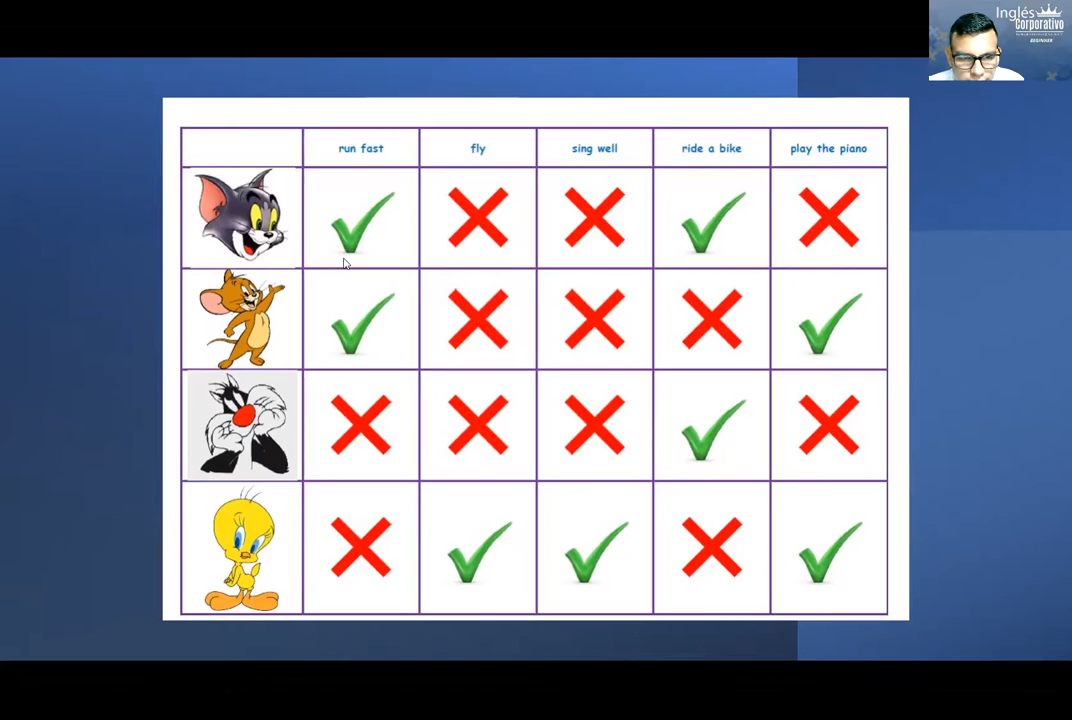 Inglés
Corporativo
BEGINNER
run fast fly sing well ride a bike play the piano